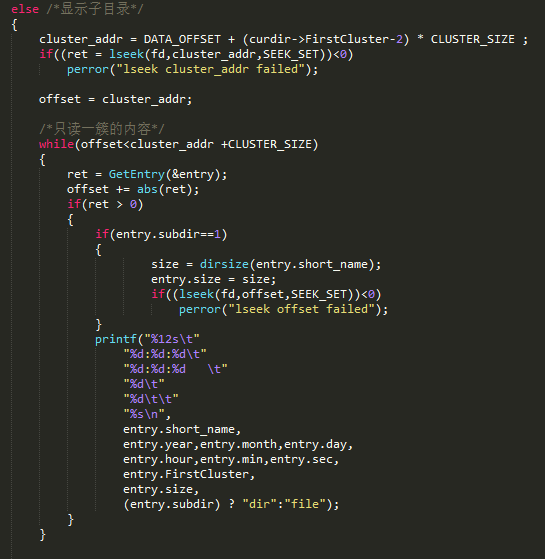 else /*显示子目录*/
{
    cluster_addr = DATA_OFFSET + (curdir->FirstCluster-2) * CLUSTER_SIZE ;
    if((ret = lseek(fd,cluster_addr,SEEK_SET))<0)
        perror("lseek cluster_addr failed");

    offset = cluster_addr;

    /*只读一簇的内容*/
    while(offset<cluster_addr +CLUSTER_SIZE)
    {
        ret = GetEntry(&entry);
        offset += abs(ret);
        if(ret > 0)
        {
            if(entry.subdir==1)
            {
                    size = dirsize(entry.short_name);
                    entry.size = size;
                    if((lseek(fd,offset,SEEK_SET))<0)
                        perror("lseek offset failed");
            }
            printf("%12s\t"
                "%d:%d:%d\t"
                "%d:%d:%d   \t"
                "%d\t"
                "%d\t\t"
                "%s\n",
                entry.short_name,
                entry.year,entry.month,entry.day,
                entry.hour,entry.min,entry.sec,
                entry.FirstCluster,
                entry.size,
                (entry.subdir) ? "dir":"file");
        }
    }